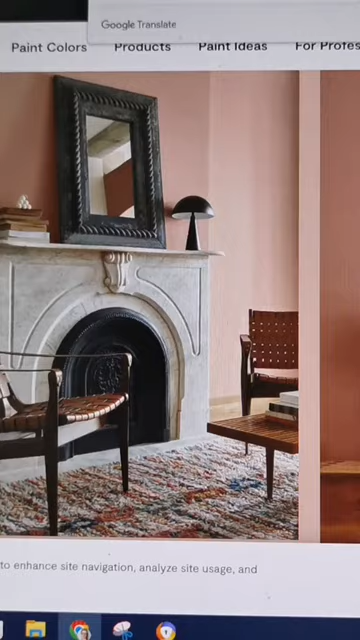 Google Translate
Paint Colors Products Paint Ideas For Profes
to enhance site navigation, analyze site usage, and